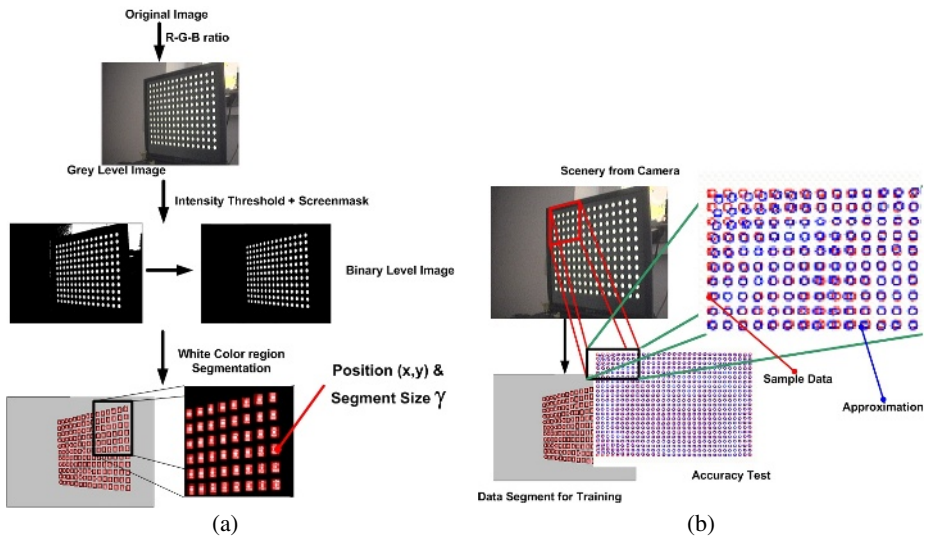 Original Image
R-G-B ratio
Grey Level Image
Intensity Threshold + Screenmask
Binary Level Image
White Color region
Segmentation
Position (x,y) &
Segment Size γ
(a)
Scenery from Camera
Sample Data
Approximation
Accuracy Test
Data Segment for Training
(b)